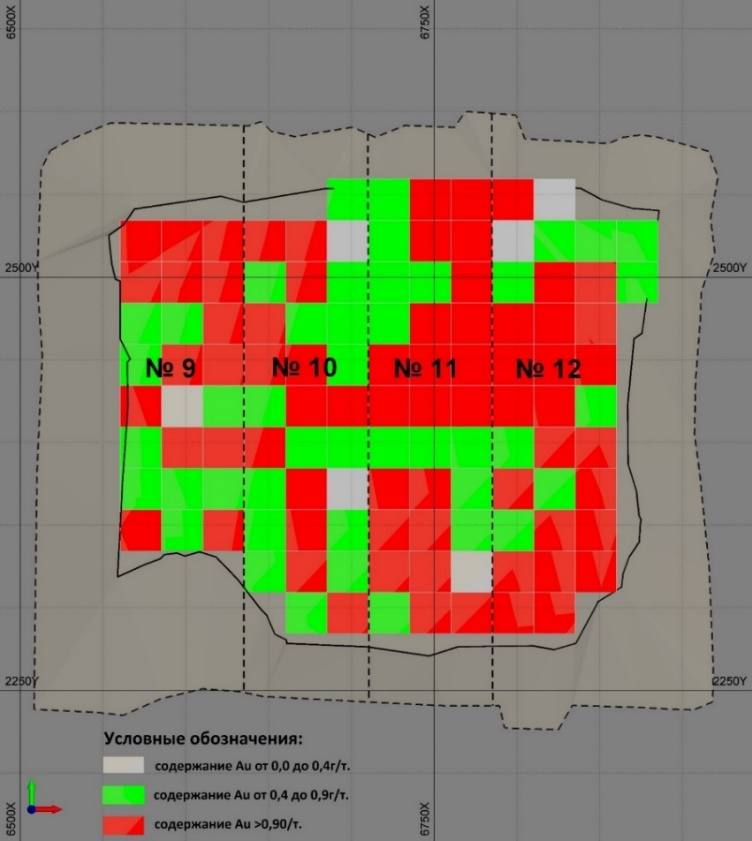 6500X
6750X
2500Y
2500Y
№ 9
№ 10
№ 11
№ 12
2250Y
2250Y
Условные обозначения:
содержание Au от 0,0 до 0,4г/т.
содержание Au от 0,4 до 0,9г/т.
содержание Au >0,90/т.
6500X
6750X